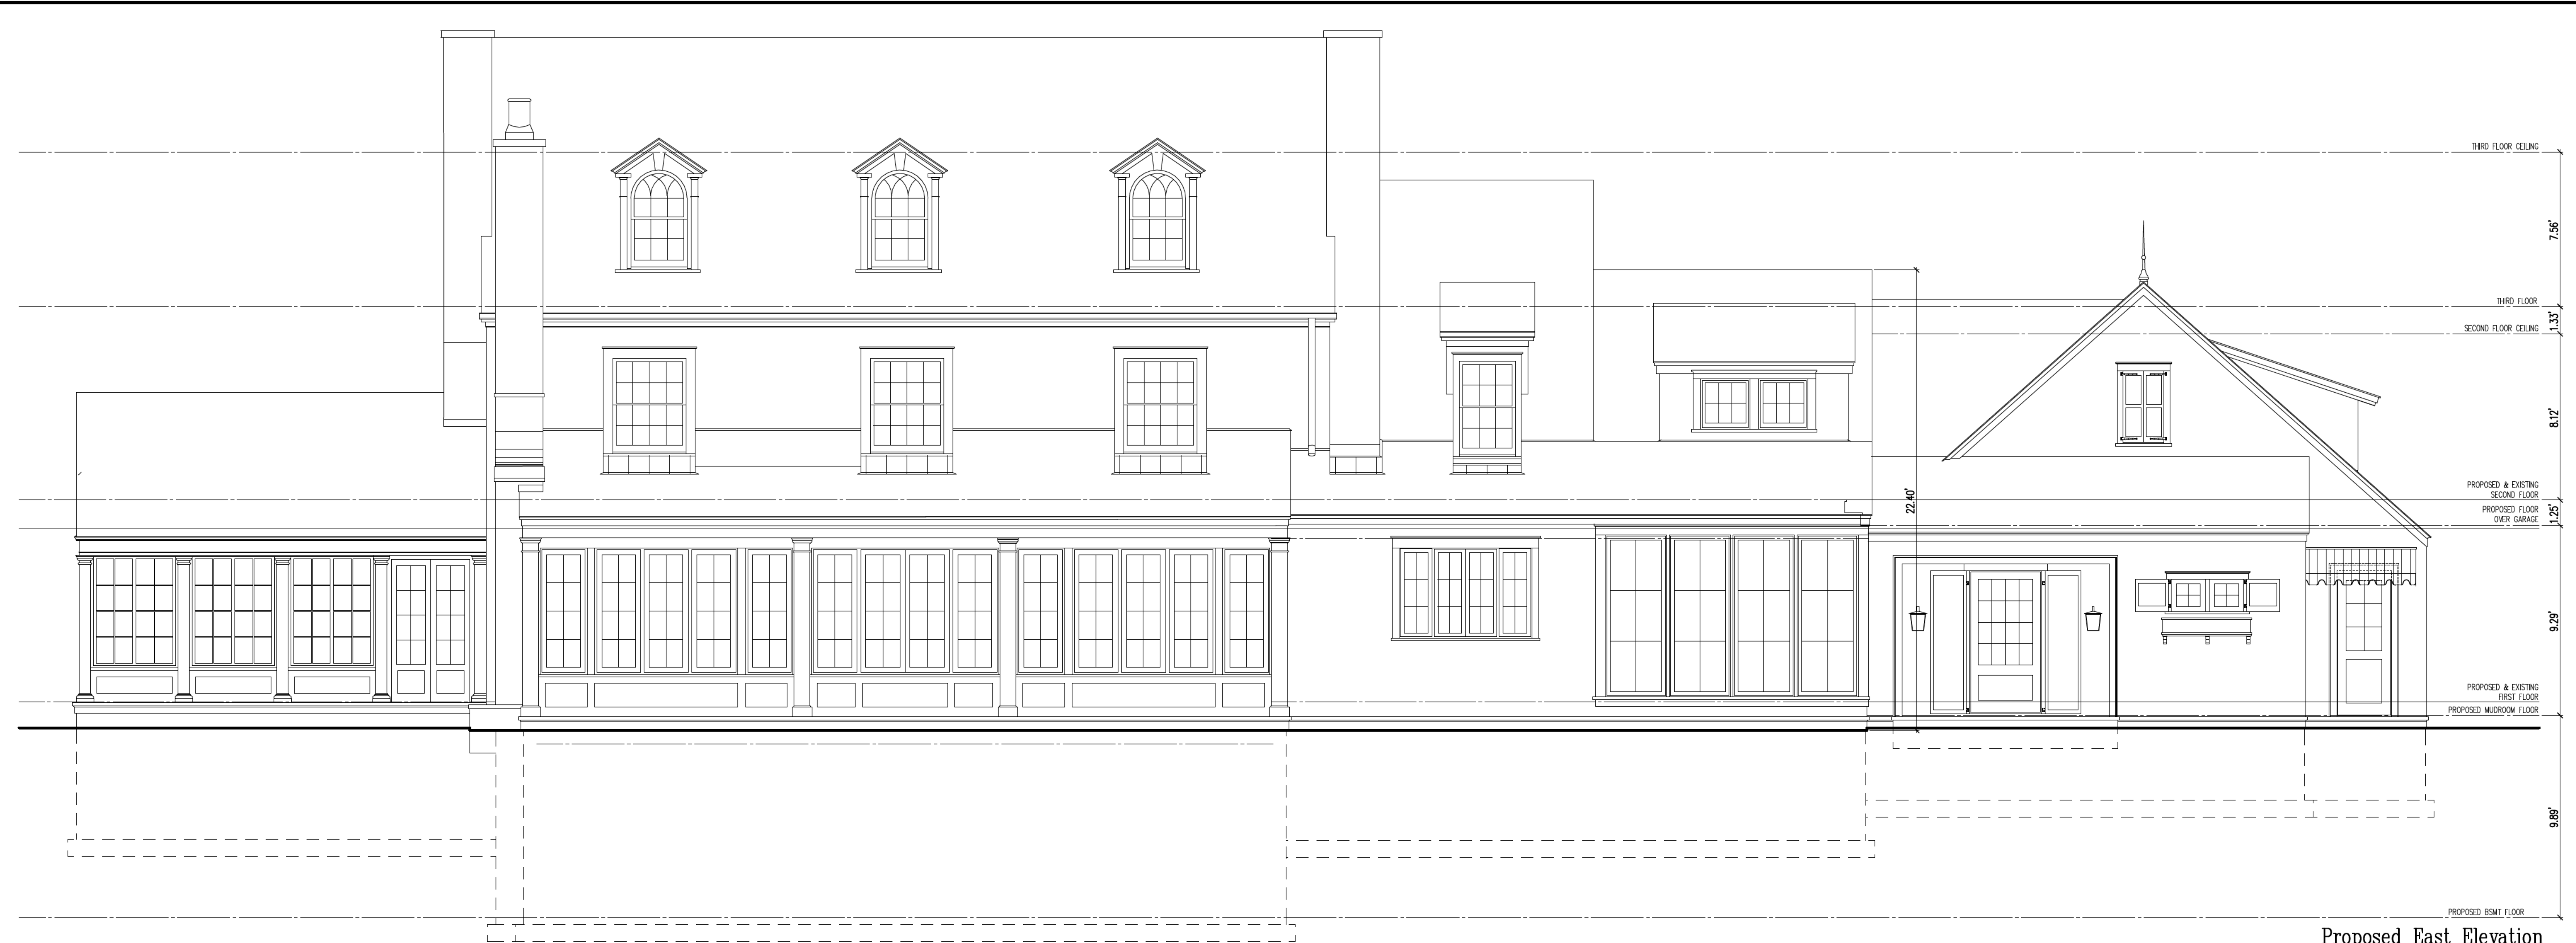 THIRD FLOOR CEILING
7.56'
THIRD FLOOR
1.33'
SECOND FLOOR CEILING
8.12'
PROPOSED & EXISTING
SECOND FLOOR
22.40'
PROPOSED FLOOR
OVER GARAGE
1.25'
9.29'
PROPOSED & EXISTING
FIRST FLOOR
PROPOSED MUDROOM FLOOR
9.89'
PROPOSED BSMT FLOOR
Proposed East Elevation